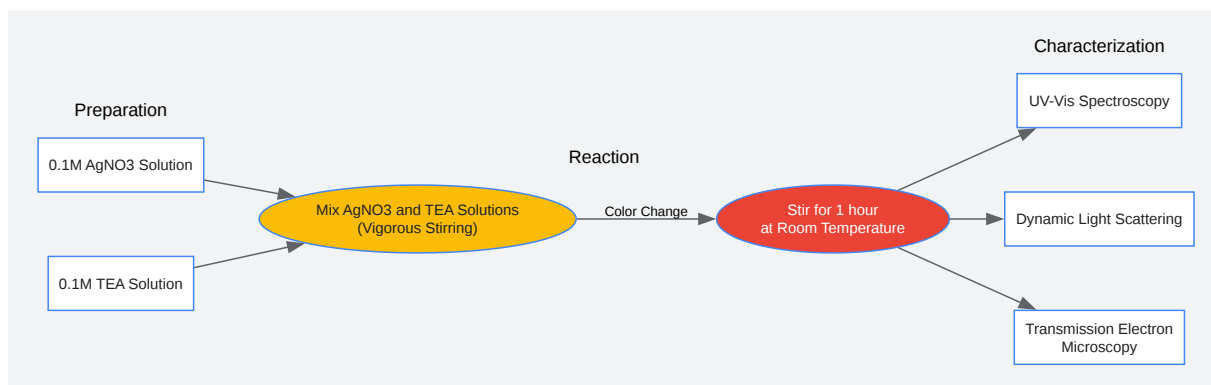 Preparation
0.1M AgNO3 Solution
0.1M TEA Solution
Reaction
Mix AgNO3 and TEA Solutions
(Vigorous Stirring)
Color Change
Stir for 1 hour
at Room Temperature
Characterization
UV-Vis Spectroscopy
Dynamic Light Scattering
Transmission Electron
Microscopy